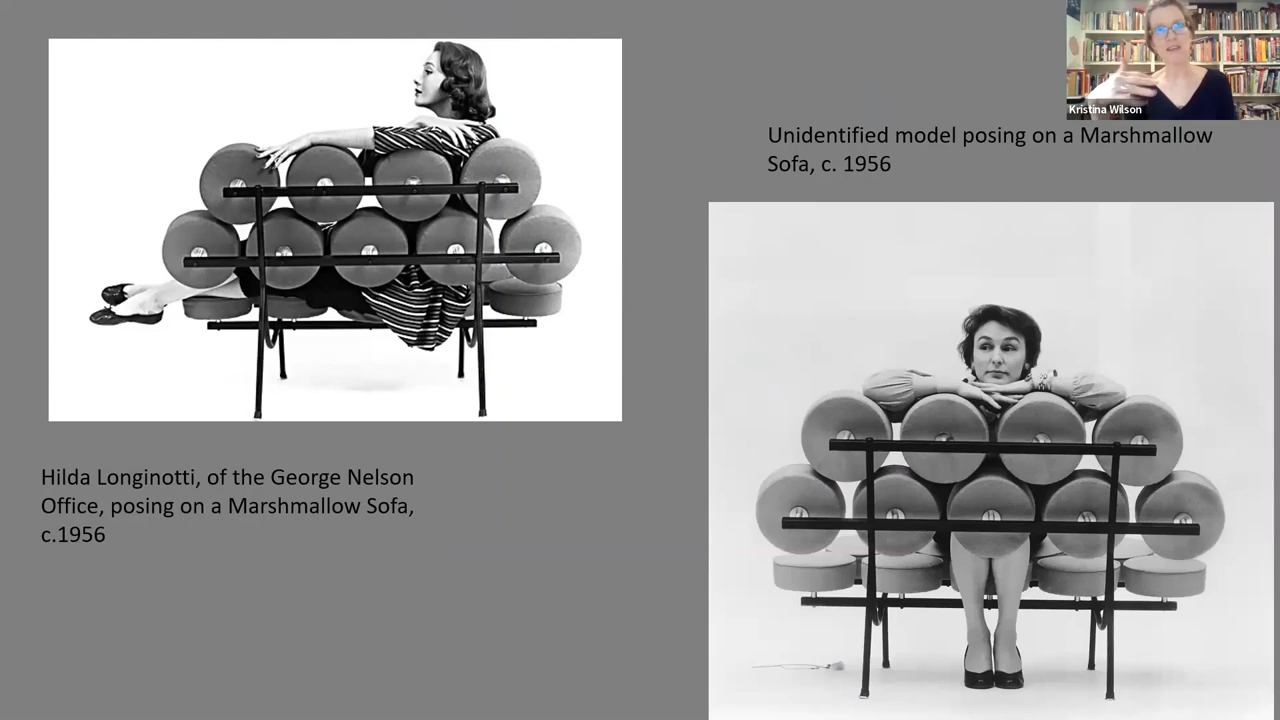 Kristina Wilson
Unidentified model posing on a Marshmallow
Sofa, c. 1956
Hilda Longinotti, of the George Nelson
Office, posing on a Marshmallow Sofa,
c.1956